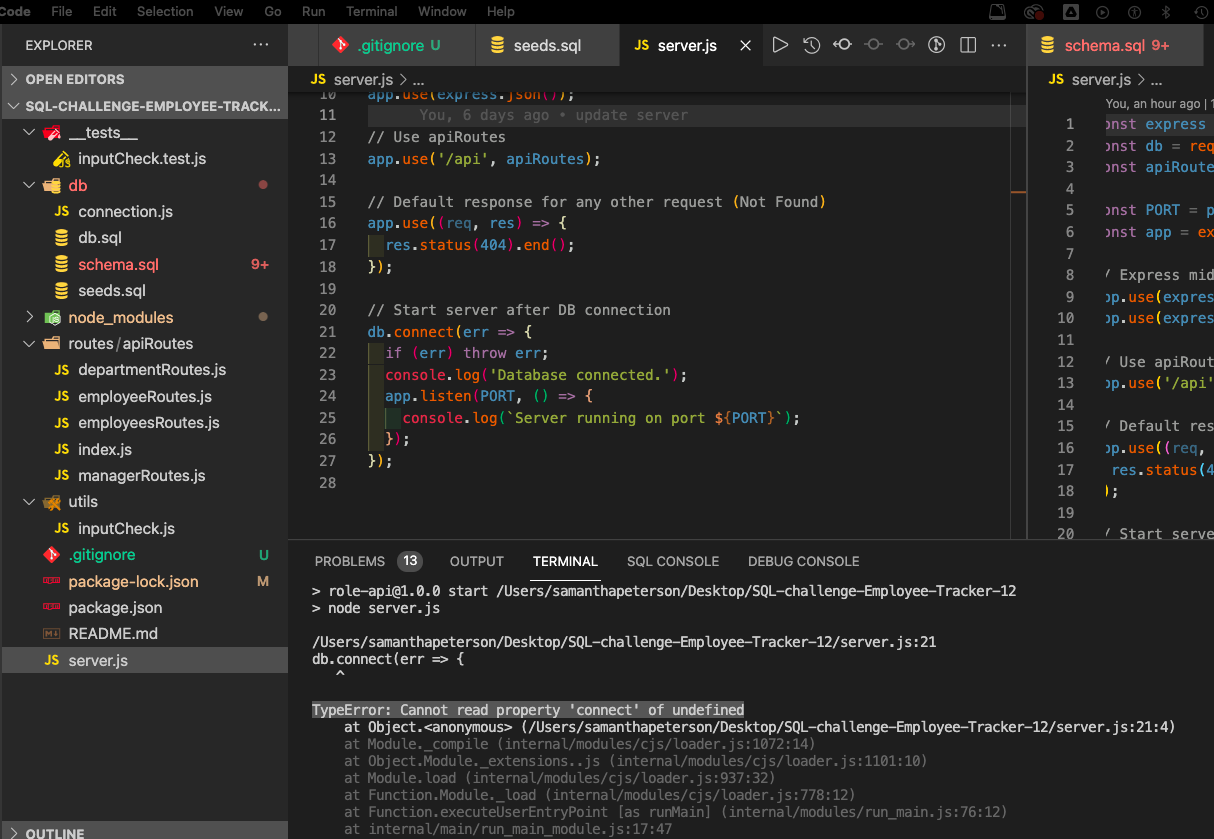 Code File Edit Selection View Go Run Terminal Window Help
EXPLORER ...
OPEN EDITORS
SQL-CHALLENGE-EMPLOYEE-TRACK...
__tests__
inputCheck.test.js
db
JS connection.js
db.sql
schema.sql 9+
seeds.sql
node_modules
routes/apiRoutes
JS departmentRoutes.js
JS employeeRoutes.js
JS employeesRoutes.js
JS index.js
JS managerRoutes.js
utils
JS inputCheck.js
.gitignore U
package-lock.json M
package.json
README.md
JS server.js
OUTLINE
.gitignore U seeds.sql JS server.js
JS server.js > ...
10 app.use(express.json());
11 You, 6 days ago • update server
12 // Use apiRoutes
13 app.use('/api', apiRoutes);
14
15 // Default response for any other request (Not Found)
16 app.use((req, res) => {
17 res.status(404).end();
18 });
19
20 // Start server after DB connection
21 db.connect(err => {
22 if (err) throw err;
23 console.log('Database connected.');
24 app.listen(PORT, () => {
25 console.log(`Server running on port ${PORT}`);
26 });
27 });
28
schema.sql 9+
JS server.js > ...
You, an hour ago | 1
1 onst express
2 onst db = req
3 onst apiRoute
4
5 onst PORT = p
6 onst app = ex
7
8 / Express mid
9 pp.use(expres
10 pp.use(expres
11
12 / Use apiRout
13 pp.use('/api'
14
15 / Default res
16 pp.use((req,
17 res.status(4
18 );
19
20 / Start serve
PROBLEMS 13 OUTPUT TERMINAL SQL CONSOLE DEBUG CONSOLE
> role-api@1.0.0 start /Users/samanthapeterson/Desktop/SQL-challenge-Employee-Tracker-12
> node server.js
/Users/samanthapeterson/Desktop/SQL-challenge-Employee-Tracker-12/server.js:21
db.connect(err => {
^
TypeError: Cannot read property 'connect' of undefined
at Object.<anonymous> (/Users/samanthapeterson/Desktop/SQL-challenge-Employee-Tracker-12/server.js:21:4)
at Module._compile (internal/modules/cjs/loader.js:1072:14)
at Object.Module._extensions..js (internal/modules/cjs/loader.js:1101:10)
at Module.load (internal/modules/cjs/loader.js:937:32)
at Function.Module._load (internal/modules/cjs/loader.js:778:12)
at Function.executeUserEntryPoint [as runMain] (internal/modules/run_main.js:76:12)
at internal/main/run_main_module.js:17:47